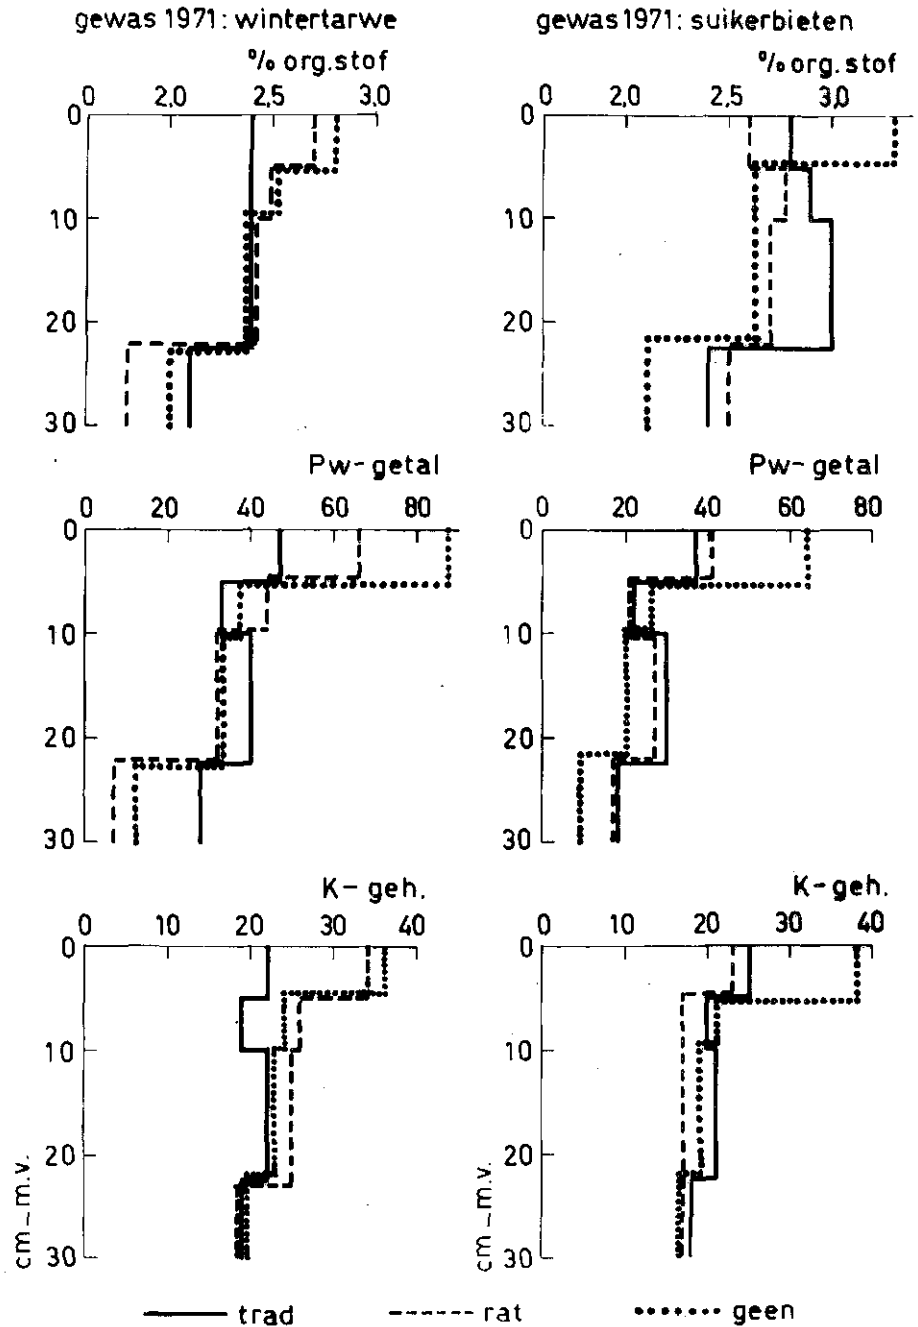 gewas 1971: wintertarwe
gewas 1971: suikerbieten
% org.stof
% org.stof
0 2,0 2,5 3,0
0 2,0 2,5 3,0
0
10
20
30
0
10
20
30
Pw-getal
Pw-getal
0 20 40 60 80
0 20 40 60 80
0
10
20
30
0
10
20
30
K-geh.
K-geh.
0 10 20 30 40
0 10 20 30 40
0
10
20
30
0
10
20
30
cm-m.v.
cm-m.v.
trad rat geen